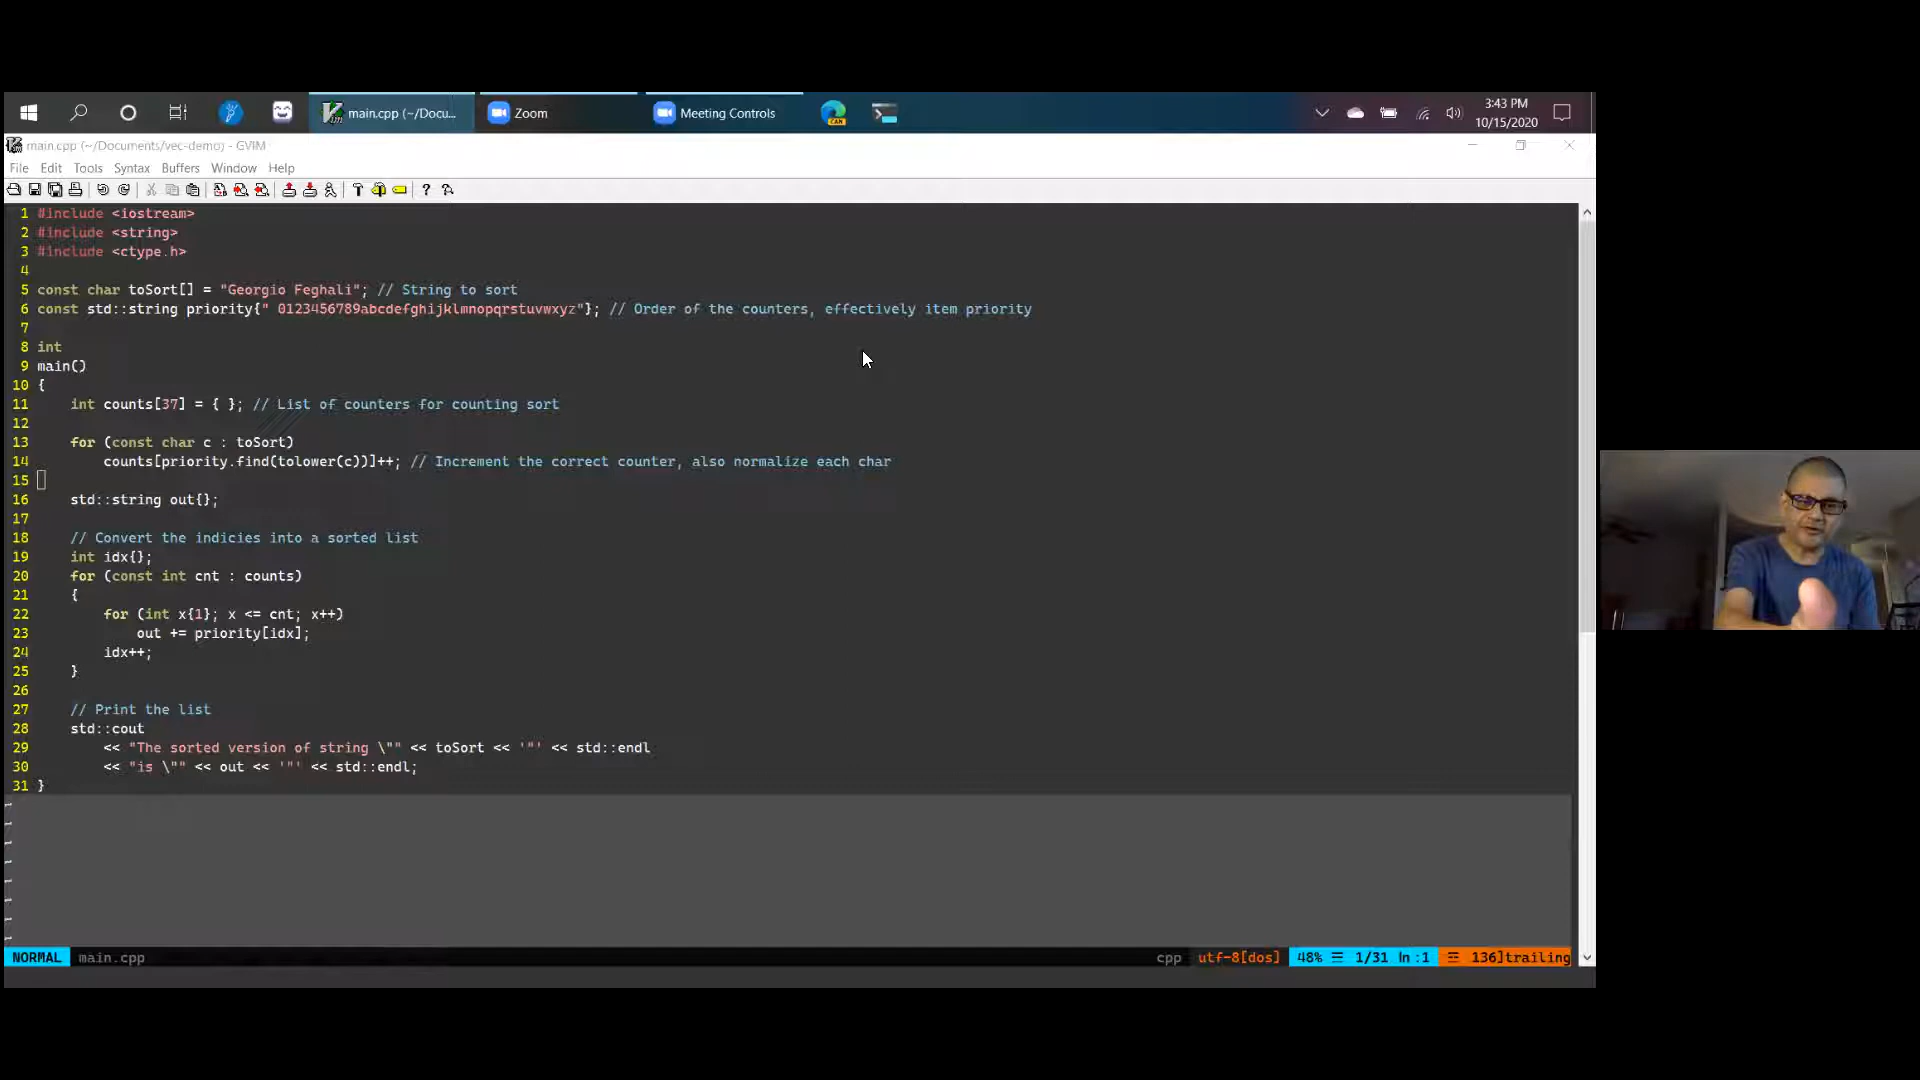 main.cpp (~/Docu...
Zoom
Meeting Controls
CAN
3:43 PM
10/15/2020
main.cpp (~/Documents/vec-demo) - GVIM
File Edit Tools Syntax Buffers Window Help
1 #include <iostream>
2 #include <string>
3 #include <ctype.h>
4
5 const char toSort[] = "Georgio Feghali"; // String to sort
6 const std::string priority{" 0123456789abcdefghijklmnopqrstuvwxyz"}; // Order of the counters, effectively item priority
7
8 int
9 main()
10 {
11     int counts[37] = { }; // List of counters for counting sort
12
13     for (const char c : toSort)
14         counts[priority.find(tolower(c))]++; // Increment the correct counter, also normalize each char
15
16     std::string out{};
17
18     // Convert the indicies into a sorted list
19     int idx{};
20     for (const int cnt : counts)
21     {
22         for (int x{1}; x <= cnt; x++)
23             out += priority[idx];
24         idx++;
25     }
26
27     // Print the list
28     std::cout
29         << "The sorted version of string \"" << toSort << '"' << std::endl
30         << "is \"" << out << '"' << std::endl;
31 }
~
~
~
~
~
~
~
~
NORMAL main.cpp cpp utf-8[dos] 48% ☰ 1/31 ln :1 ☲ 136]trailing